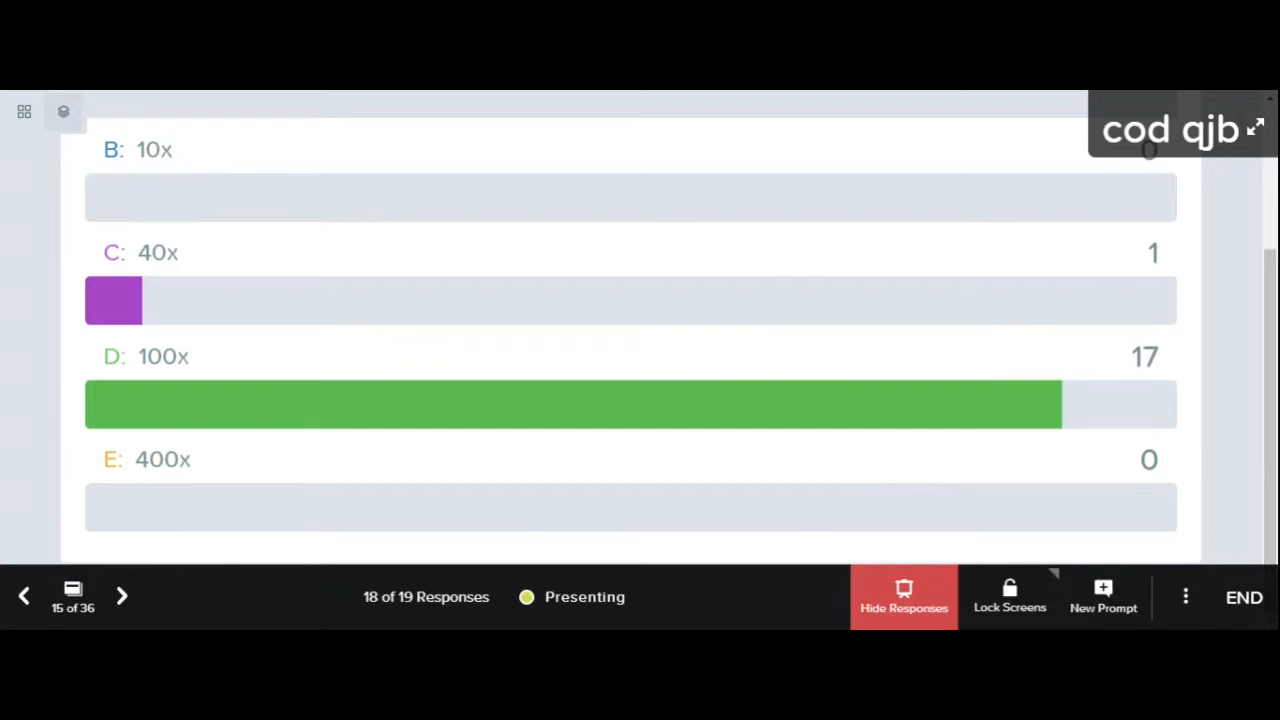 cod qjb
B: 10x 0
C: 40x 1
D: 100x 17
E: 400x 0
15 of 36
18 of 19 Responses
Presenting
Hide Responses
Lock Screens
New Prompt
END